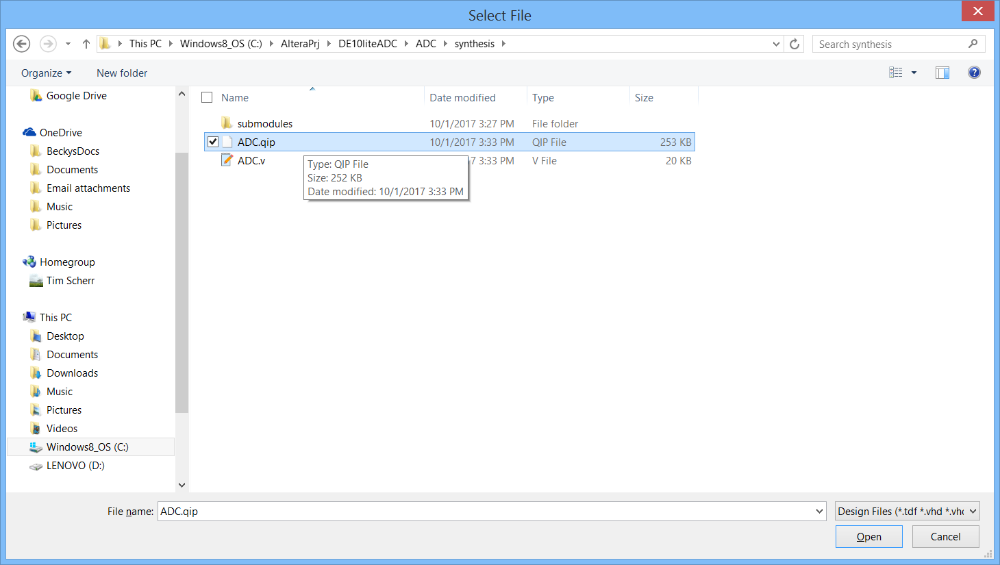 Select File
This PC Windows8_OS (C:) AlteraPrj DE10liteADC ADC synthesis
Search synthesis
Organize New folder
Name Date modified Type Size
submodules 10/1/2017 3:27 PM File folder
ADC.qip 10/1/2017 3:33 PM QIP File 253 KB
ADC.v 7 3:33 PM V File 20 KB
Type: QIP File
Size: 252 KB
Date modified: 10/1/2017 3:33 PM
Google Drive
OneDrive
BeckysDocs
Documents
Email attachments
Music
Pictures
Homegroup
Tim Scherr
This PC
Desktop
Documents
Downloads
Music
Pictures
Videos
Windows8_OS (C:)
LENOVO (D:)
File name: ADC.qip Design Files (*.tdf *.vhd *.vhd
Open Cancel